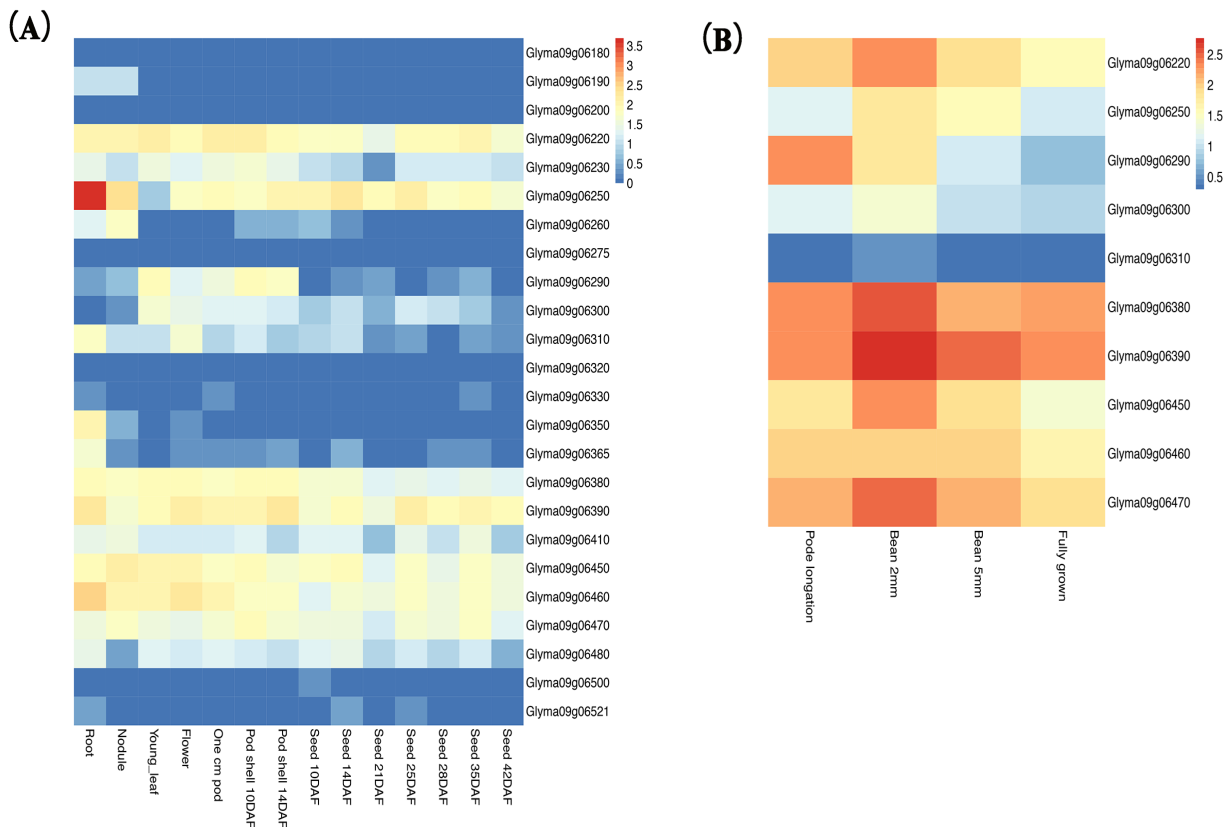 (A)
Glyma09g06180
Glyma09g06190
Glyma09g06200
Glyma09g06220
Glyma09g06230
Glyma09g06250
Glyma09g06260
Glyma09g06275
Glyma09g06290
Glyma09g06300
Glyma09g06310
Glyma09g06320
Glyma09g06330
Glyma09g06350
Glyma09g06365
Glyma09g06380
Glyma09g06390
Glyma09g06410
Glyma09g06450
Glyma09g06460
Glyma09g06470
Glyma09g06480
Glyma09g06500
Glyma09g06521
3.5
3
2.5
2
1.5
1
0.5
0
Root
Nodule
Young_leaf
Flower
One cm pod
Pod shell 10DAF
Pod shell 14DAF
Seed 10DAF
Seed 14DAF
Seed 21DAF
Seed 25DAF
Seed 28DAF
Seed 35DAF
Seed 42DAF
(B)
Glyma09g06220
Glyma09g06250
Glyma09g06290
Glyma09g06300
Glyma09g06310
Glyma09g06380
Glyma09g06390
Glyma09g06450
Glyma09g06460
Glyma09g06470
2.5
2
1.5
1
0.5
Pode longation
Bean 2mm
Bean 5mm
Fully grown